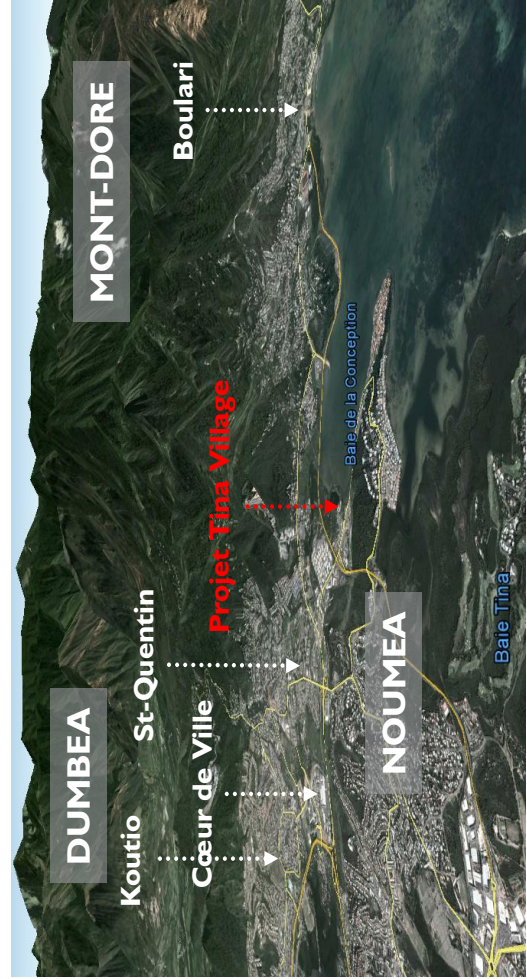 DUMBEA
MONT-DORE
Koutio
St-Quentin
Cœur de Ville
Projet Tina Village
Boulari
NOUMEA
Baie de la Conception
Baie Tina